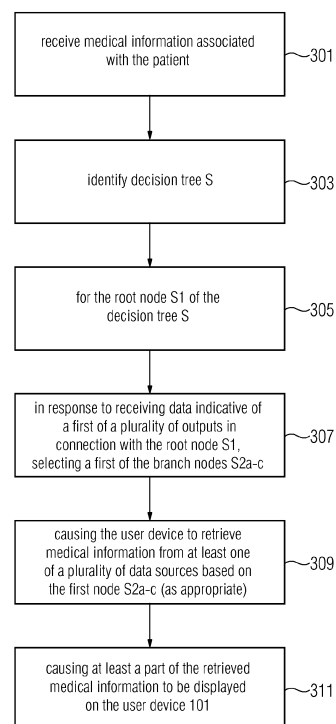 receive medical information associated
with the patient
301
identify decision tree S
303
for the root node S1 of the
decision tree S
305
in response to receiving data indicative of
a first of a plurality of outputs in
connection with the root node S1,
selecting a first of the branch nodes S2a-c
307
causing the user device to retrieve
medical information from at least one
of a plurality of data sources based on
the first node S2a-c (as appropriate)
309
causing at least a part of the retrieved
medical information to be displayed
on the user device 101
311